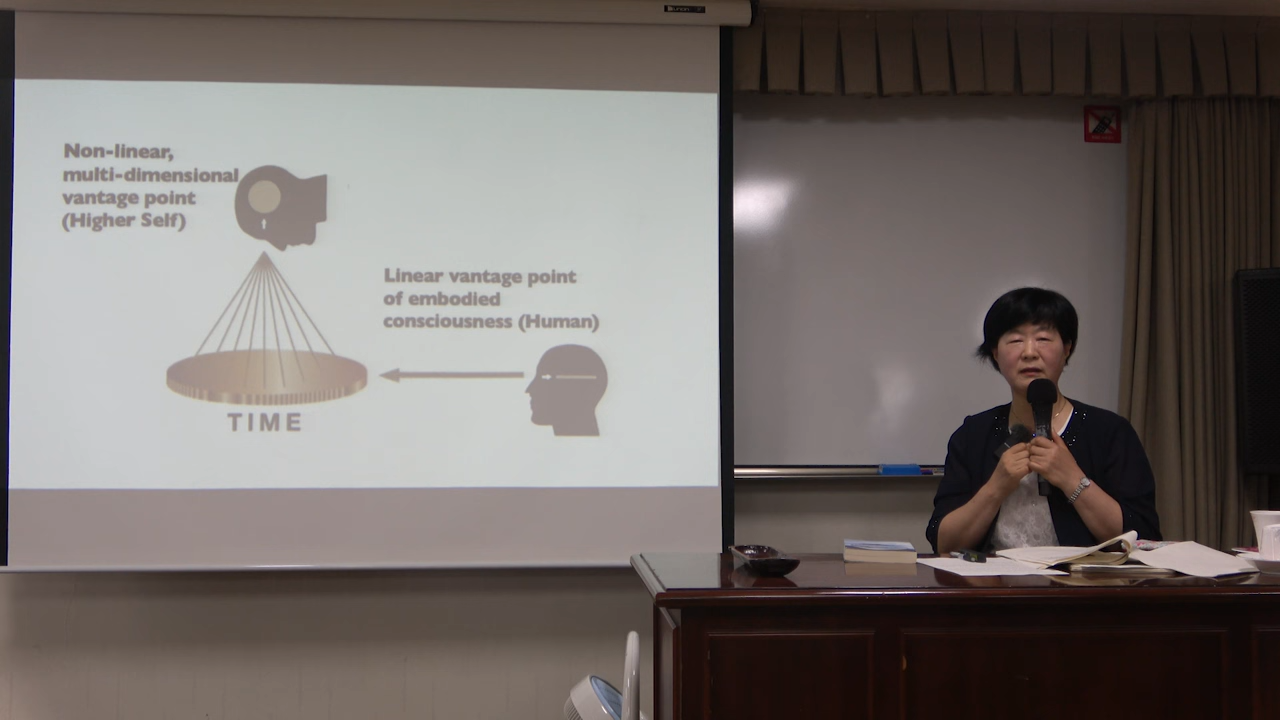 Non-linear,
multi-dimensional
vantage point
(Higher Self)
Linear vantage point
of embodied
consciousness (Human)
TIME